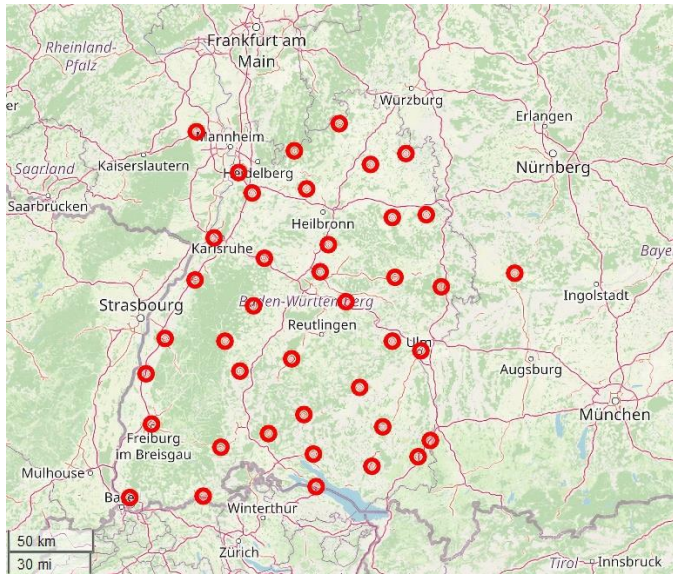 Rheinland-
Pfalz
Frankfurt am
Main
Würzburg
Erlangen
Mannheim
Kaiserslautern
Heidelberg
Nürnberg
Saarland
Saarbrücken
Heilbronn
Karlsruhe
Baye
Strasbourg
Baden-Württemberg
Ingolstadt
Reutlingen
Ulm
Augsburg
München
Freiburg
im Breisgau
Mulhouse
Winterthur
50 km
30 mi
Zürich
Tirol
Innsbruck